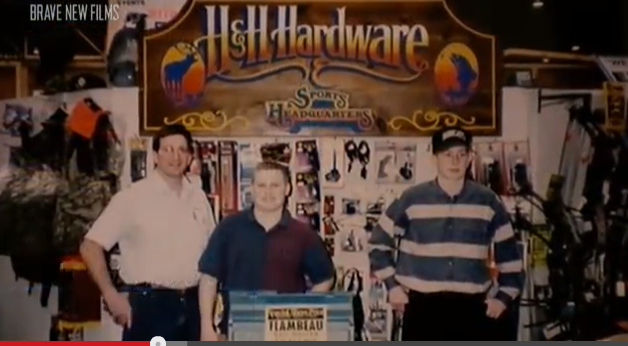 BRAVE NEW FILMS
H&H Hardware
SPORTS
HEADQUARTERS
FLAMBEAU